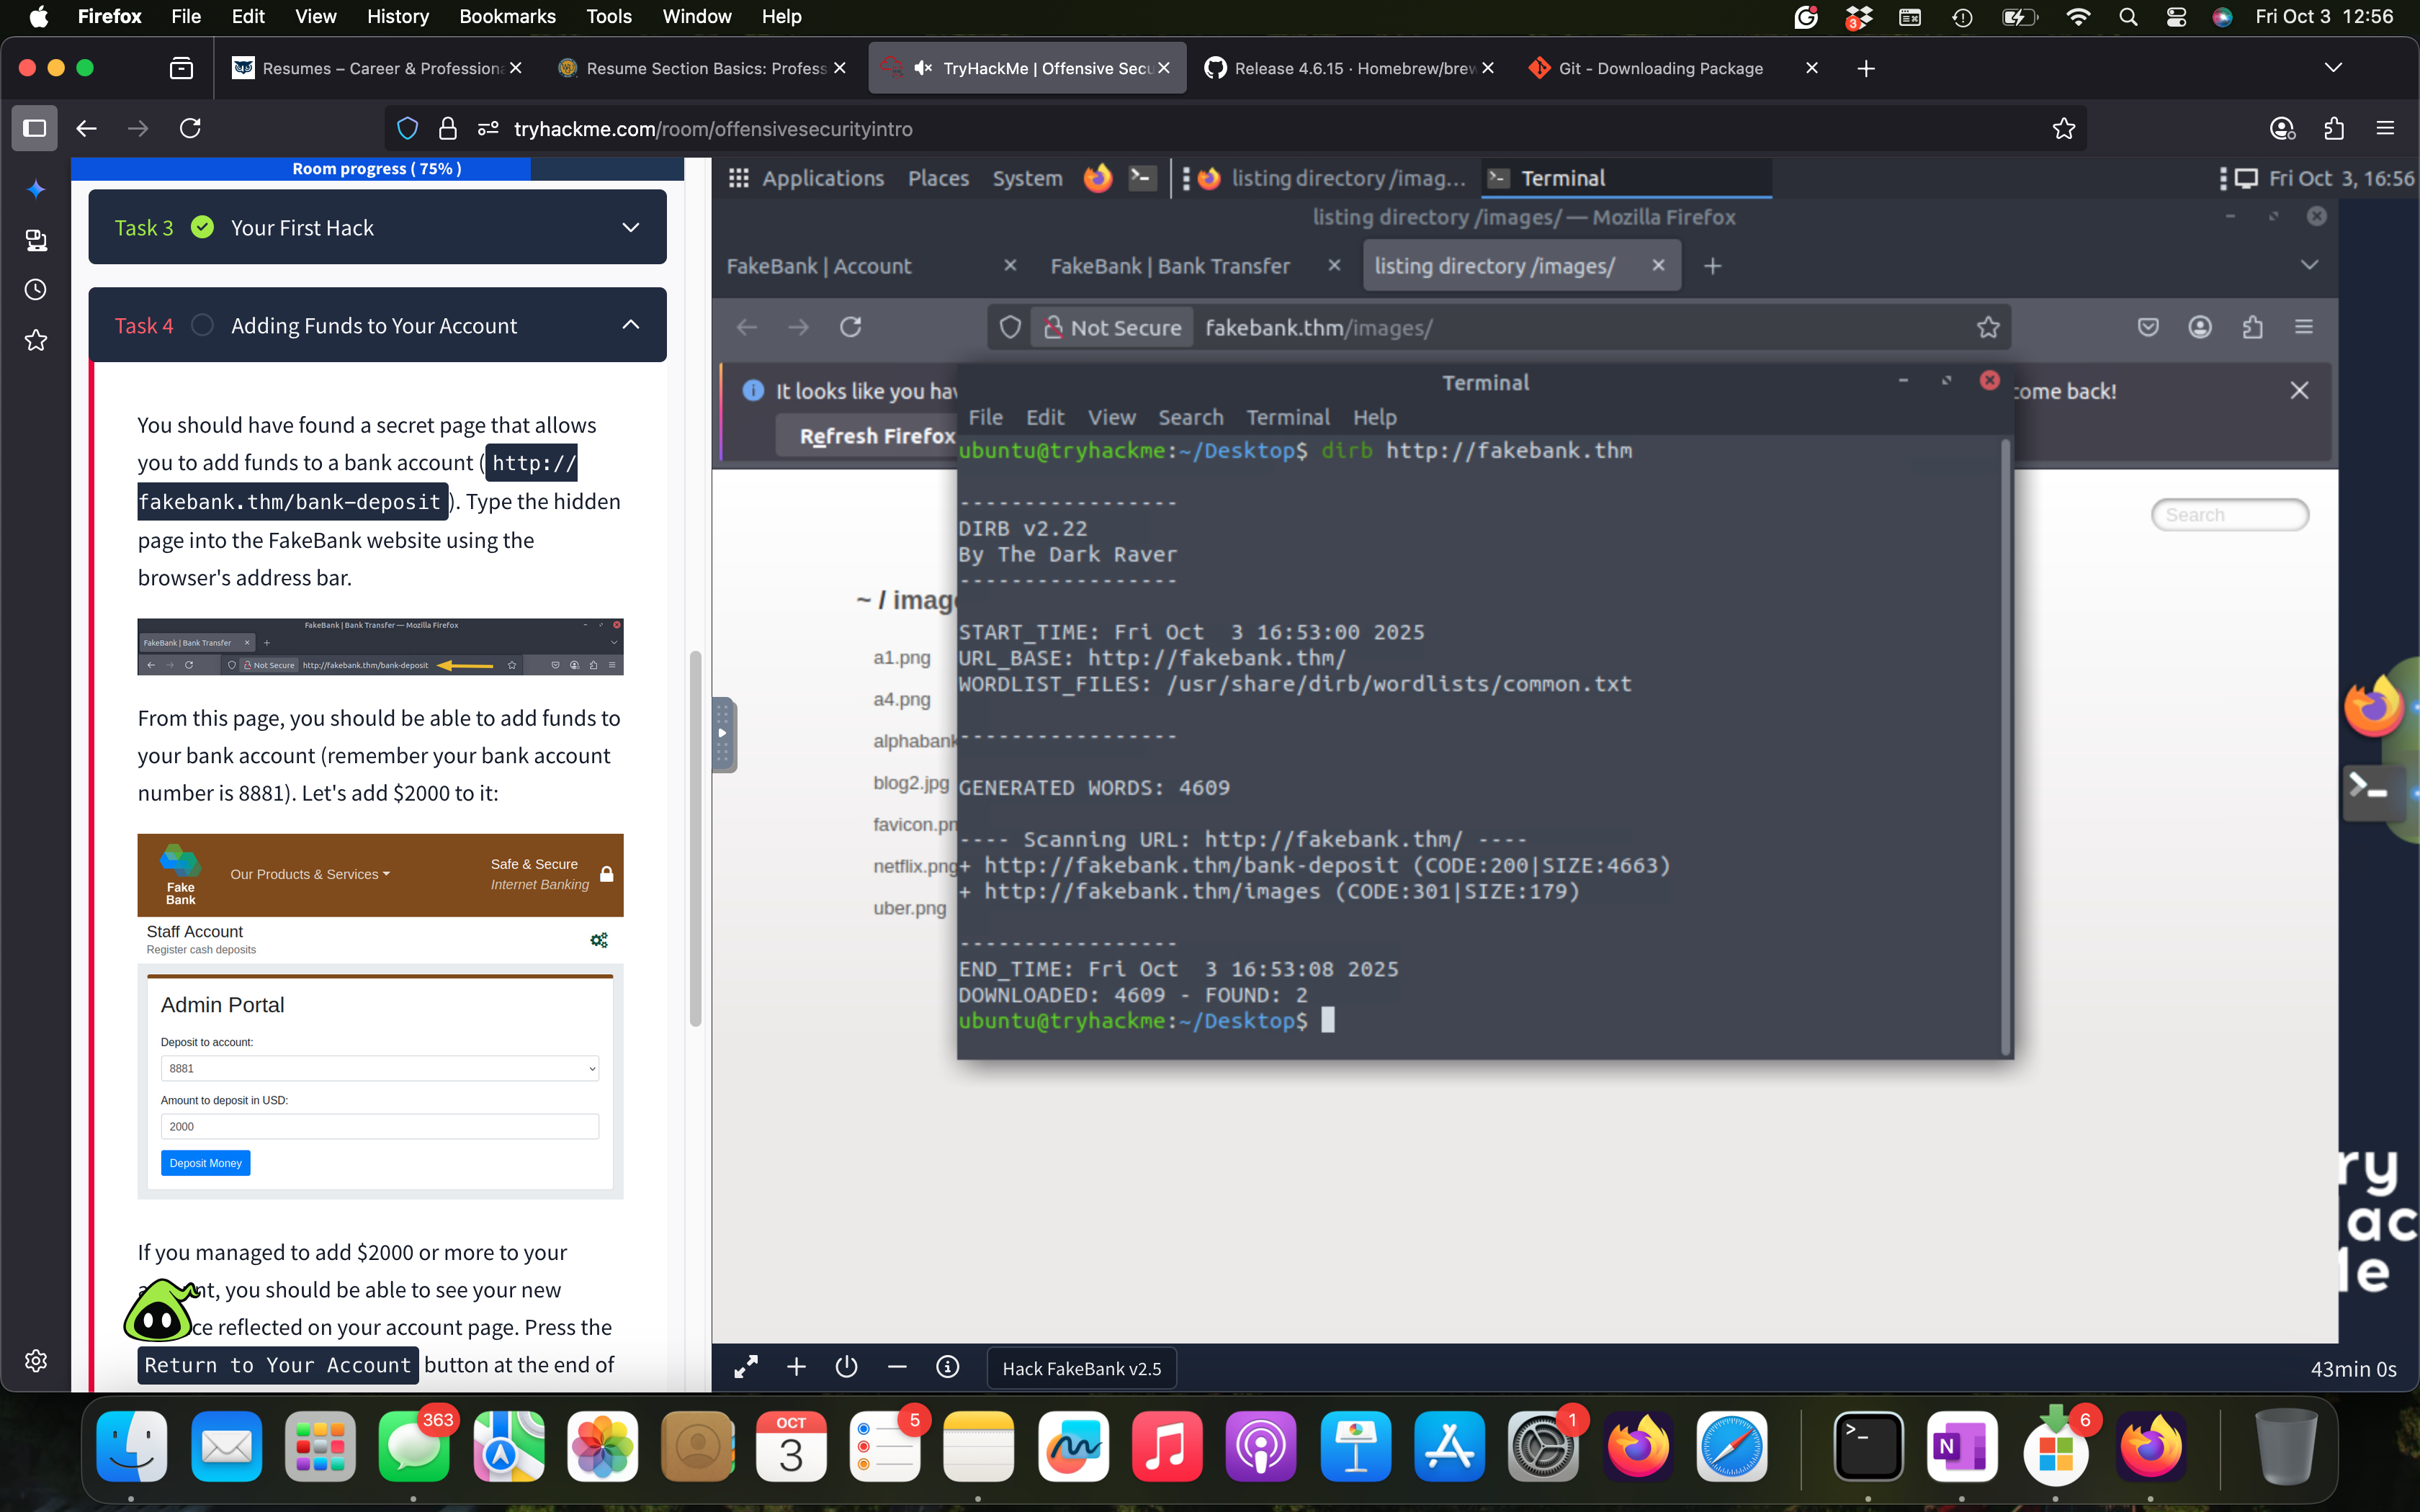 Firefox File Edit View History Bookmarks Tools Window Help
3
Fri Oct 3 12:56
Resumes – Career & Professiona
Resume Section Basics: Profess
TryHackMe | Offensive Secu
Release 4.6.15 · Homebrew/brew
Git - Downloading Package
tryhackme.com/room/offensivesecurityintro
Room progress ( 75% )
Task 3 Your First Hack
Task 4 Adding Funds to Your Account
You should have found a secret page that allows
you to add funds to a bank account ( http://
fakebank.thm/bank-deposit ). Type the hidden
page into the FakeBank website using the
browser's address bar.
FakeBank | Bank Transfer — Mozilla Firefox
FakeBank | Bank Transfer
Not Secure http://fakebank.thm/bank-deposit
From this page, you should be able to add funds to
your bank account (remember your bank account
number is 8881). Let's add $2000 to it:
Fake
Bank
Our Products & Services
Safe & Secure
Internet Banking
Staff Account
Register cash deposits
Admin Portal
Deposit to account:
8881
Amount to deposit in USD:
2000
Deposit Money
If you managed to add $2000 or more to your
nt, you should be able to see your new
ce reflected on your account page. Press the
Return to Your Account button at the end of
Applications Places System
listing directory /imag...
Terminal
Fri Oct 3, 16:56
listing directory /images/ — Mozilla Firefox
FakeBank | Account
FakeBank | Bank Transfer
listing directory /images/
Not Secure fakebank.thm/images/
It looks like you hav
come back!
Refresh Firefox
Search
~ / image
a1.png
a4.png
alphabank
blog2.jpg
favicon.pn
netflix.png
uber.png
Terminal
File Edit View Search Terminal Help
ubuntu@tryhackme:~/Desktop$ dirb http://fakebank.thm
-----------------
DIRB v2.22
By The Dark Raver
-----------------
START_TIME: Fri Oct  3 16:53:00 2025
URL_BASE: http://fakebank.thm/
WORDLIST_FILES: /usr/share/dirb/wordlists/common.txt
-----------------
GENERATED WORDS: 4609
---- Scanning URL: http://fakebank.thm/ ----
+ http://fakebank.thm/bank-deposit (CODE:200|SIZE:4663)
+ http://fakebank.thm/images (CODE:301|SIZE:179)
-----------------
END_TIME: Fri Oct  3 16:53:08 2025
DOWNLOADED: 4609 - FOUND: 2
ubuntu@tryhackme:~/Desktop$
ry
ac
le
Hack FakeBank v2.5
43min 0s
363
OCT
3
5
1
N
6